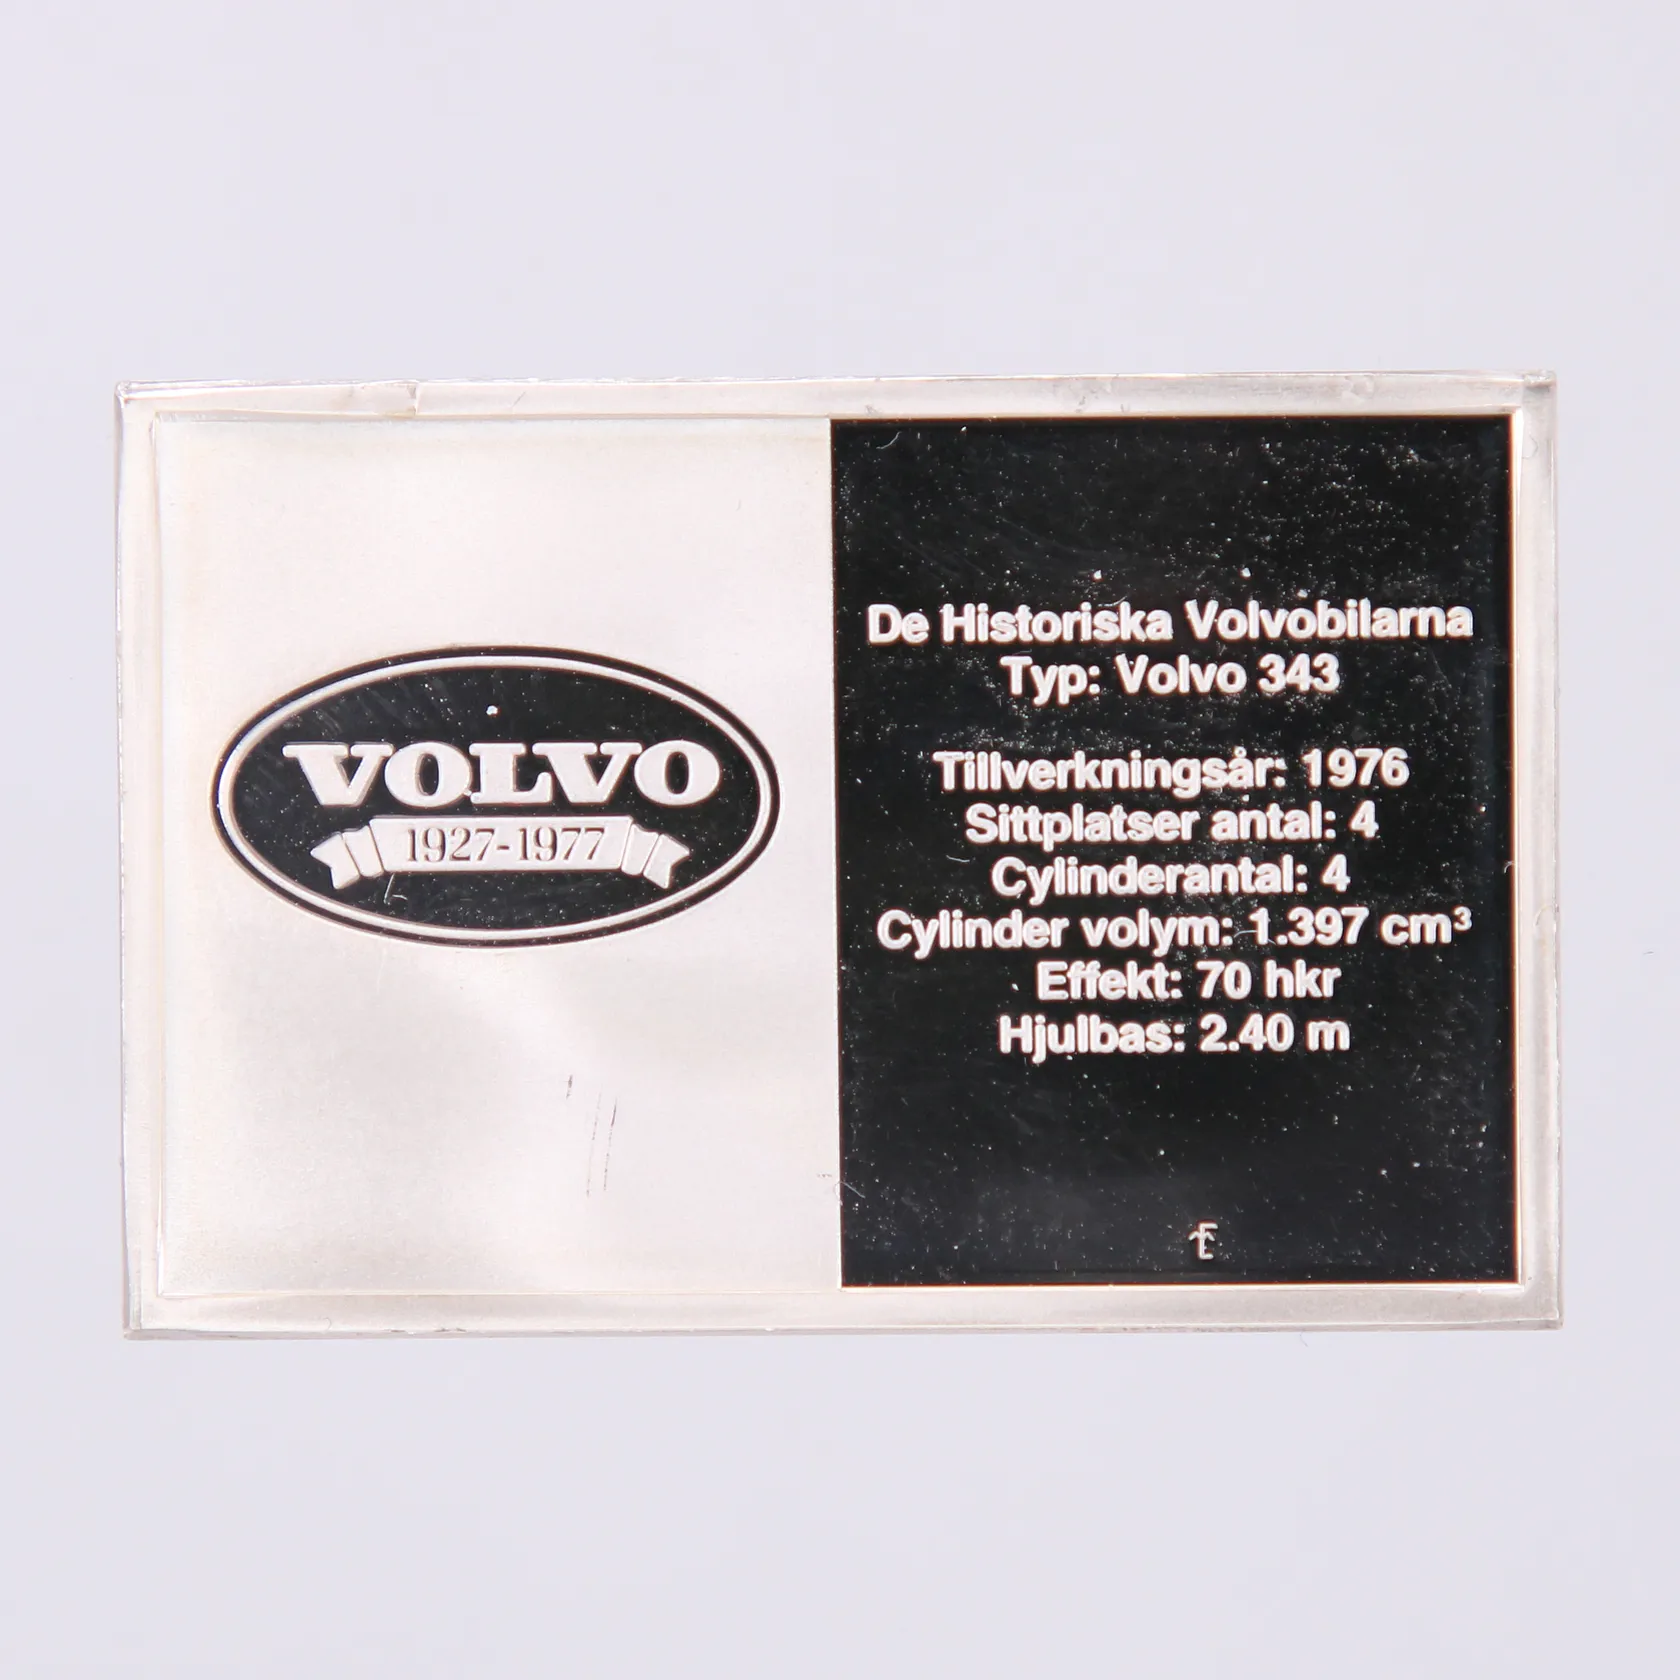 VOLVO
1927-1977
De Historiska Volvobilarna
Typ: Volvo 343
Tillverkningsår: 1976
Sittplatser antal: 4
Cylinderantal: 4
Cylinder volym: 1.397 cm³
Effekt: 70 hkr
Hjulbas: 2.40 m